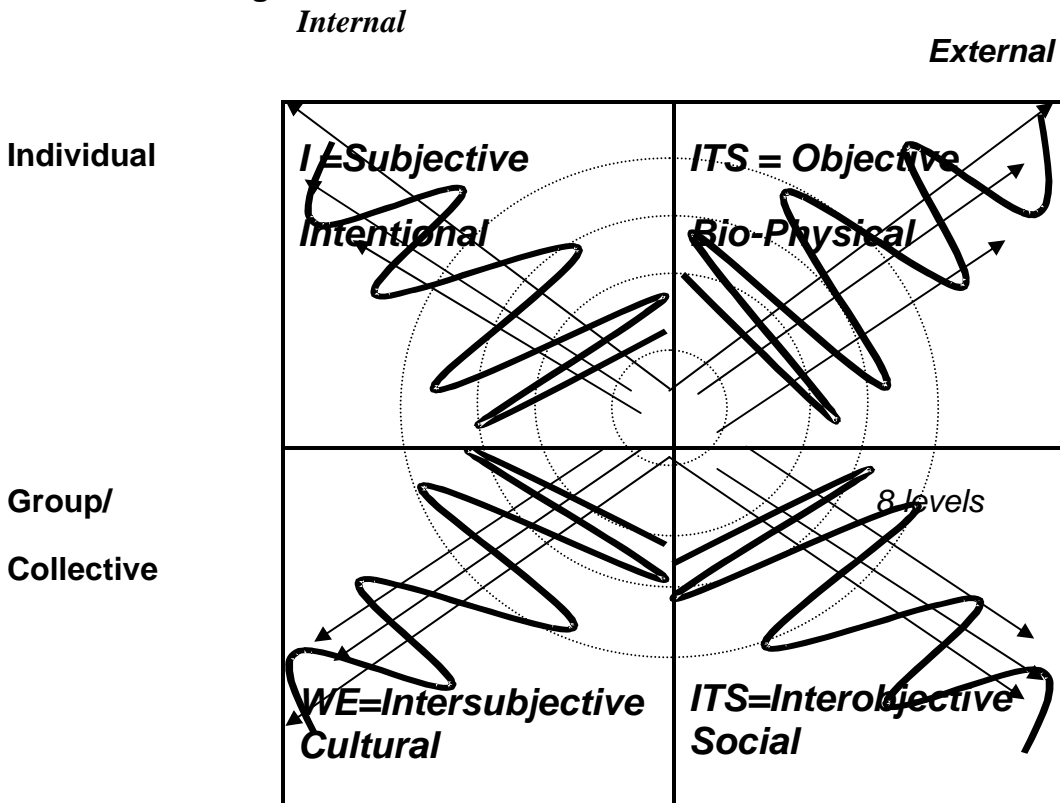 Internal
External
Individual
I =Subjective
Intentional
ITS = Objective
Bio-Physical
Group/
Collective
8 levels
WE=Intersubjective
Cultural
ITS=Interobjective
Social